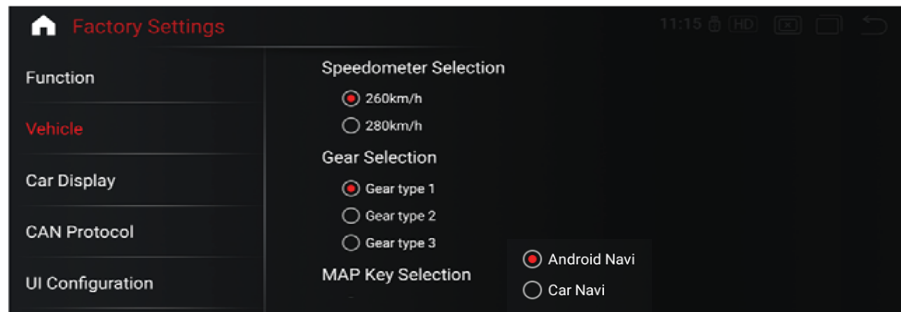 Factory Settings
11:15 HD
Function
Vehicle
Car Display
CAN Protocol
UI Configuration
Speedometer Selection
260km/h
280km/h
Gear Selection
Gear type 1
Gear type 2
Gear type 3
MAP Key Selection
Android Navi
Car Navi